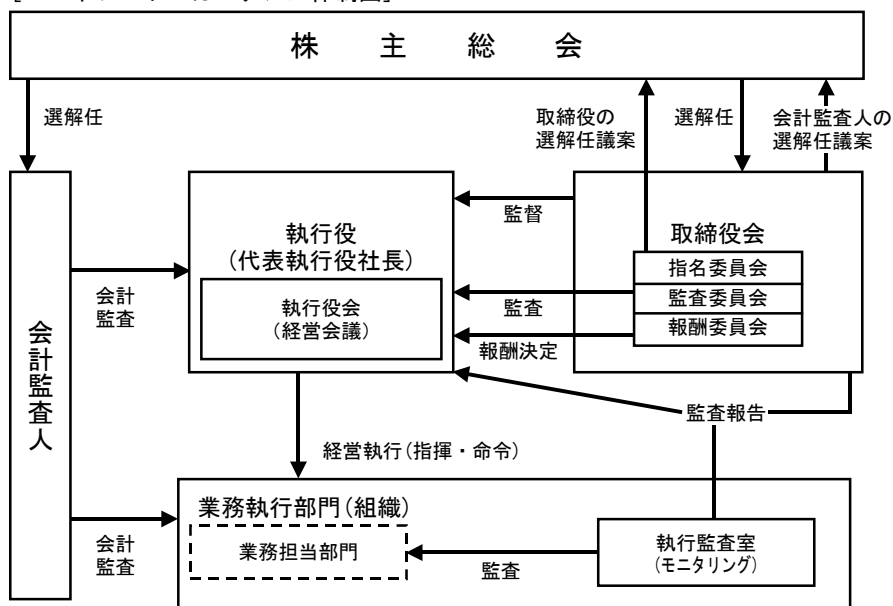 株主総会
選解任
取締役の
選解任議案
選解任
会計監査人の
選解任議案
執行役
(代表執行役社長)
執行役会
(経営会議)
監督
監査
報酬決定
取締役会
指名委員会
監査委員会
報酬委員会
会計
監査
会計監査人
監査報告
経営執行(指揮・命令)
業務執行部門(組織)
業務担当部門
会計
監査
監査
執行監査室
(モニタリング)